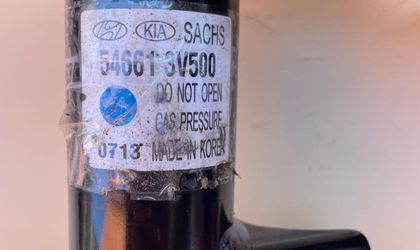 KIA SACHS
54661 3V500
DO NOT OPEN
GAS PRESSURE
0713 MADE IN KOREA